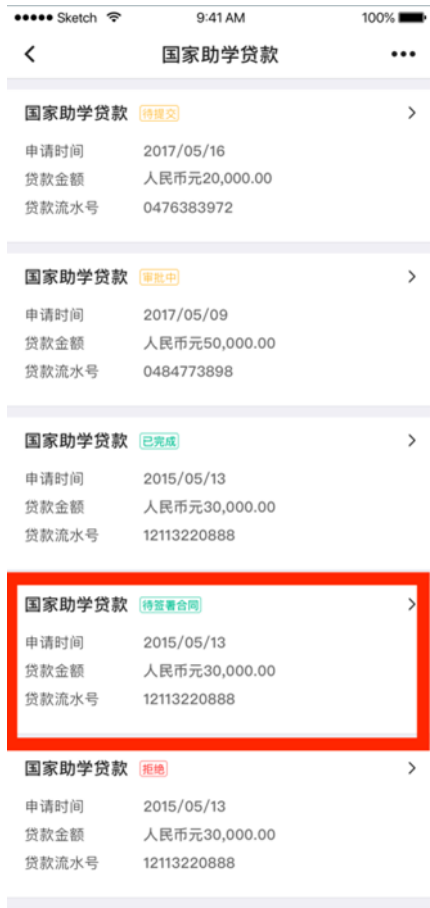 ●●●●● Sketch 9:41 AM 100%
国家助学贷款
国家助学贷款 待提交
申请时间 2017/05/16
贷款金额 人民币元20,000.00
贷款流水号 0476383972
国家助学贷款 审批中
申请时间 2017/05/09
贷款金额 人民币元50,000.00
贷款流水号 0484773898
国家助学贷款 已完成
申请时间 2015/05/13
贷款金额 人民币元30,000.00
贷款流水号 12113220888
国家助学贷款 待签署合同
申请时间 2015/05/13
贷款金额 人民币元30,000.00
贷款流水号 12113220888
国家助学贷款 拒绝
申请时间 2015/05/13
贷款金额 人民币元30,000.00
贷款流水号 12113220888